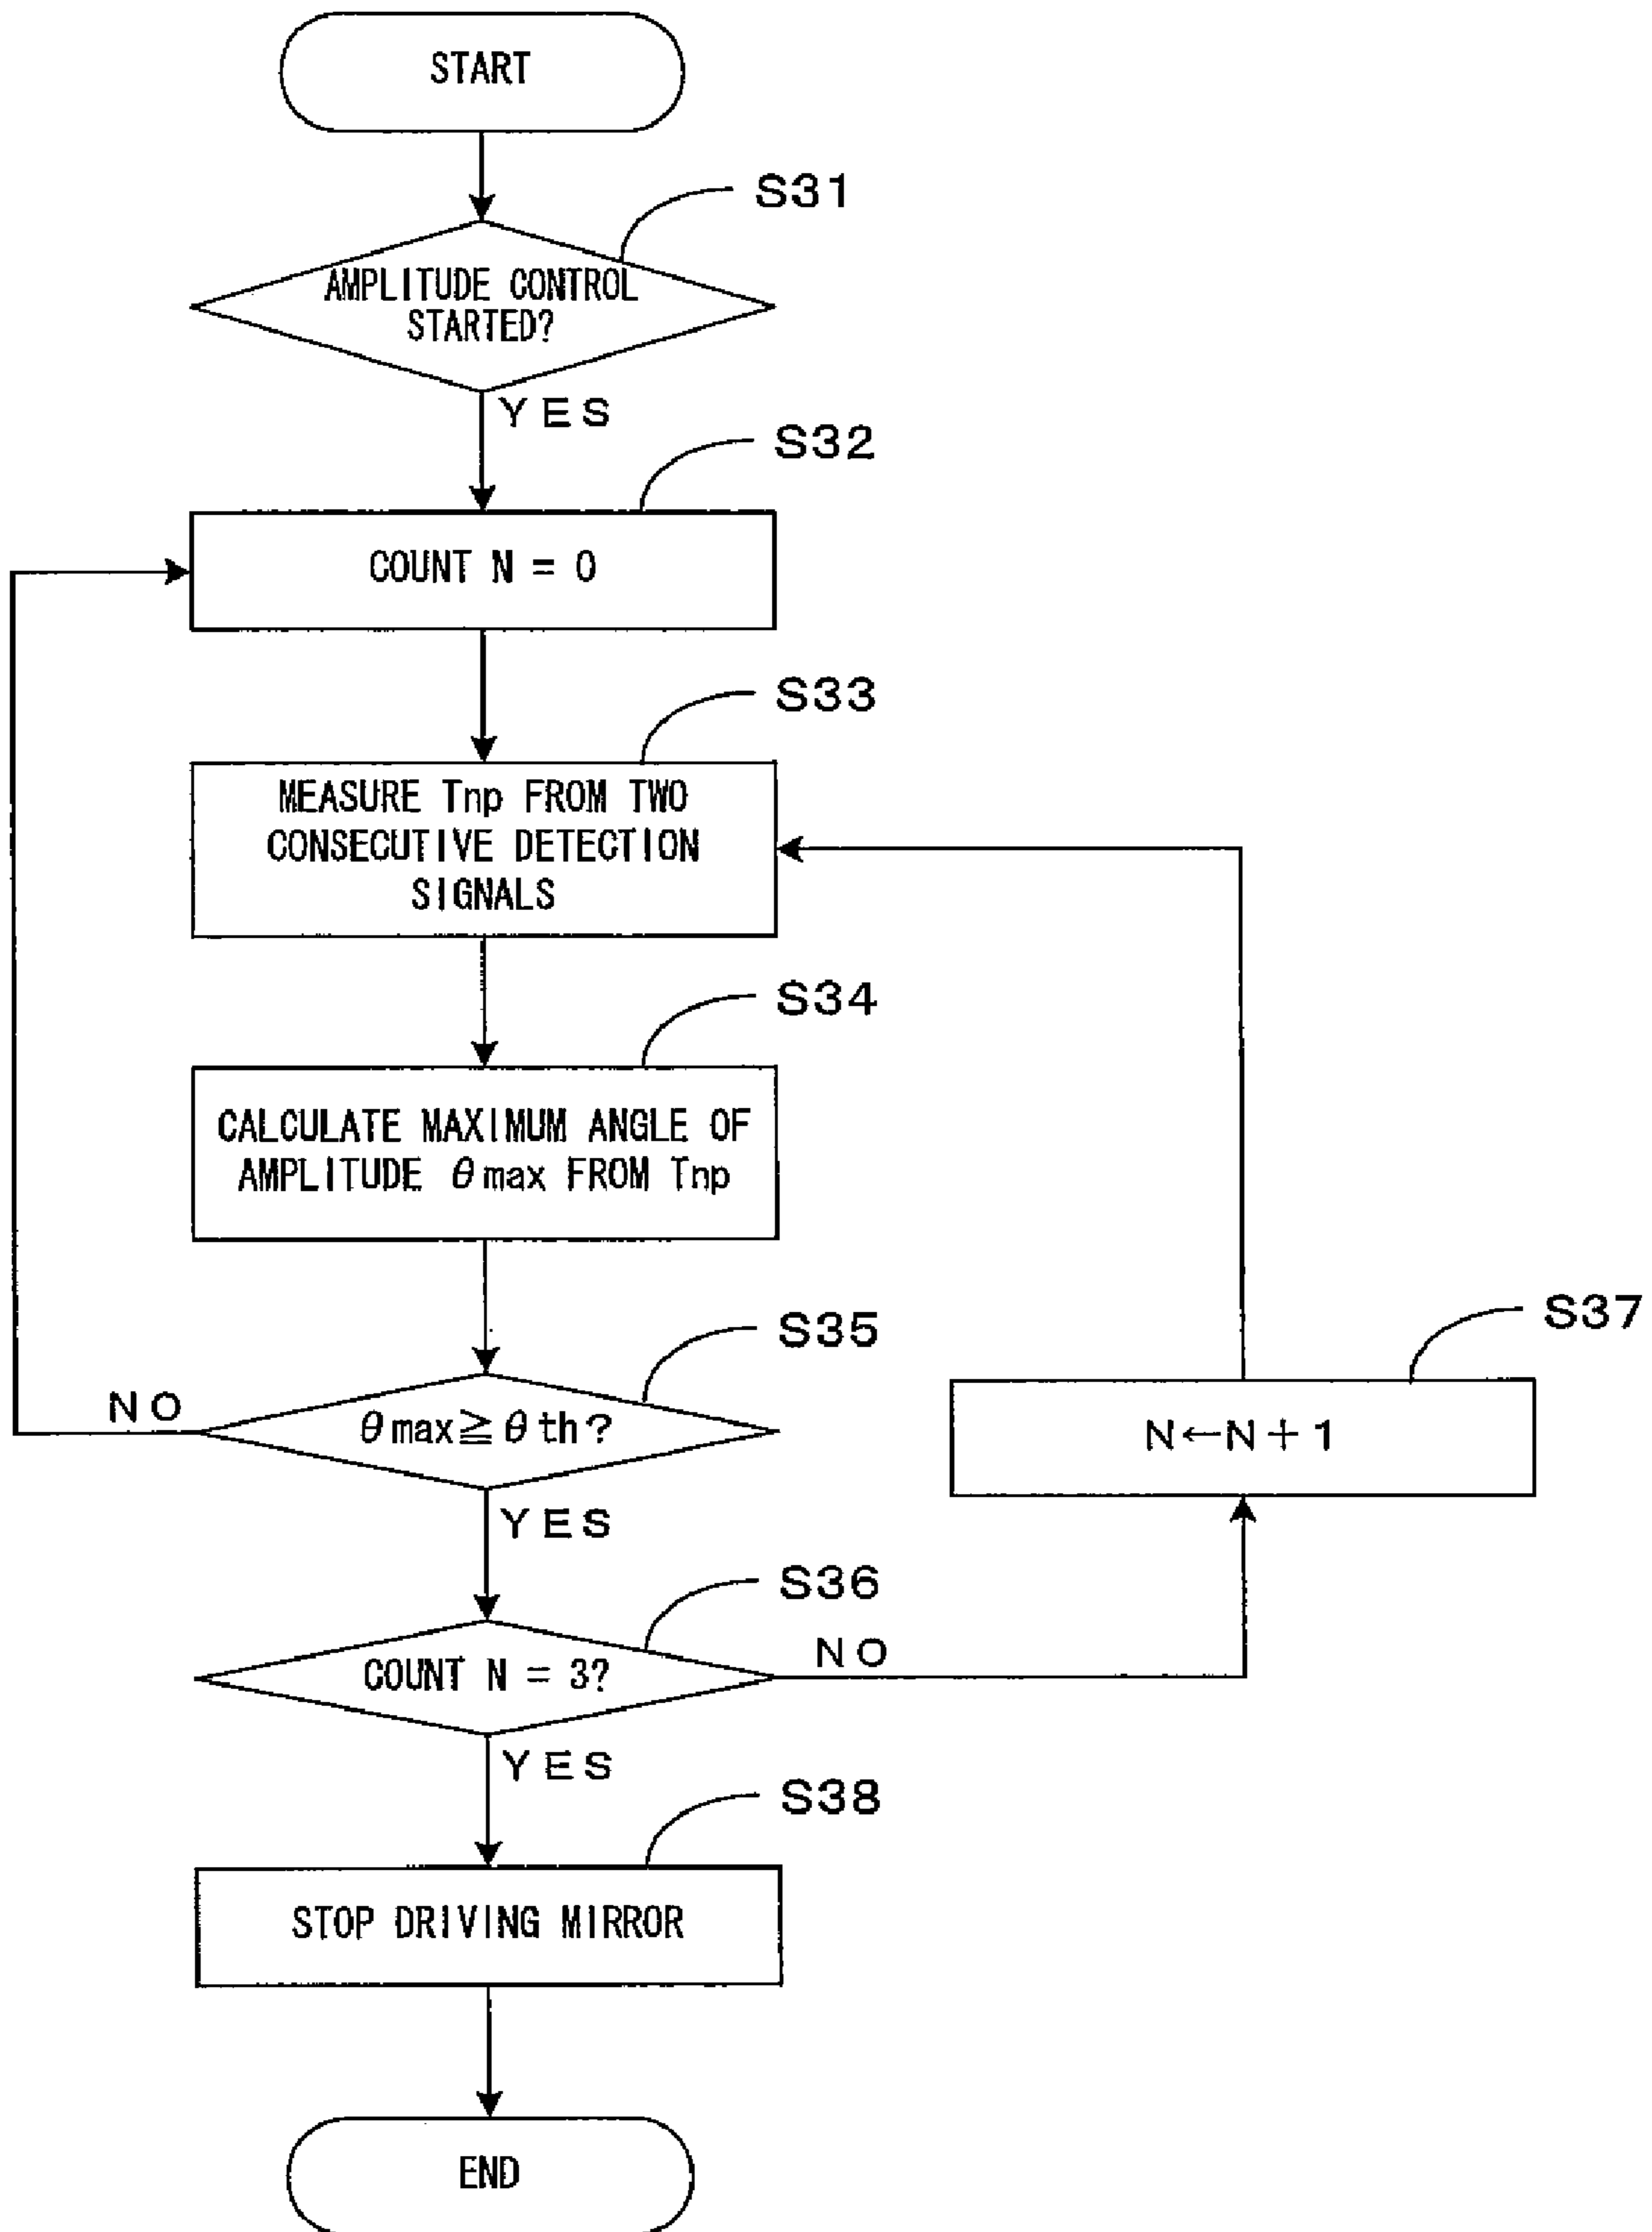 START
S31
AMPLITUDE CONTROL
STARTED?
YES
S32
COUNT N = 0
S33
MEASURE Tnp FROM TWO
CONSECUTIVE DETECTION
SIGNALS
S34
CALCULATE MAXIMUM ANGLE OF
AMPLITUDE θmax FROM Tnp
S35
NO
θmax≧θth?
S37
N←N+1
YES
S36
COUNT N = 3?
NO
YES
S38
STOP DRIVING MIRROR
END